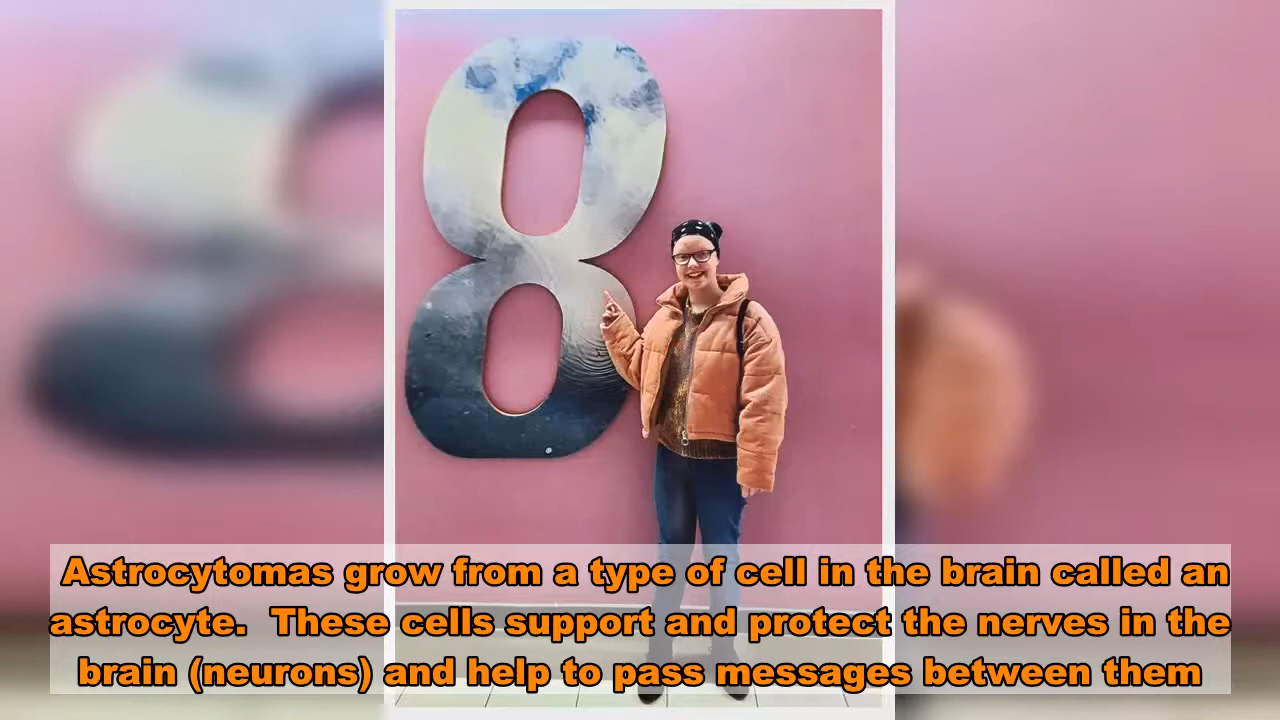 8
Astrocytomas grow from a type of cell in the brain called an
astrocyte.  These cells support and protect the nerves in the
brain (neurons) and help to pass messages between them